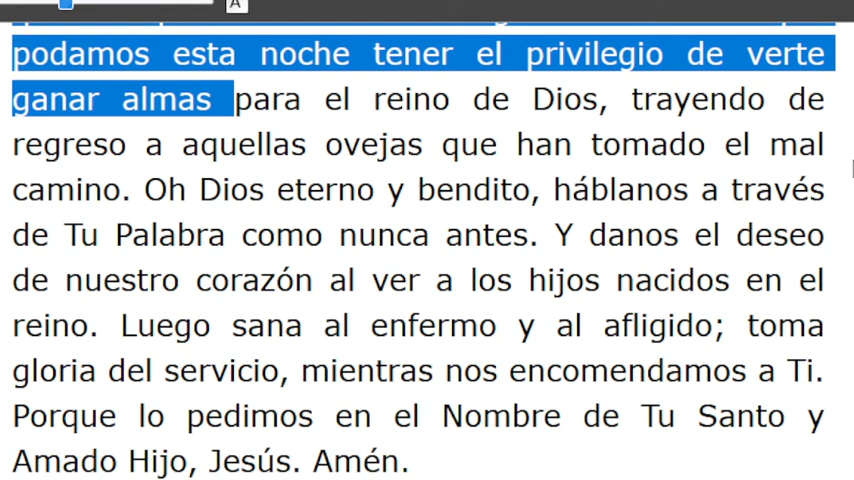 A
podamos esta noche tener el privilegio de verte
ganar almas para el reino de Dios, trayendo de
regreso a aquellas ovejas que han tomado el mal
camino. Oh Dios eterno y bendito, háblanos a través
de Tu Palabra como nunca antes. Y danos el deseo
de nuestro corazón al ver a los hijos nacidos en el
reino. Luego sana al enfermo y al afligido; toma
gloria del servicio, mientras nos encomendamos a Ti.
Porque lo pedimos en el Nombre de Tu Santo y
Amado Hijo, Jesús. Amén.